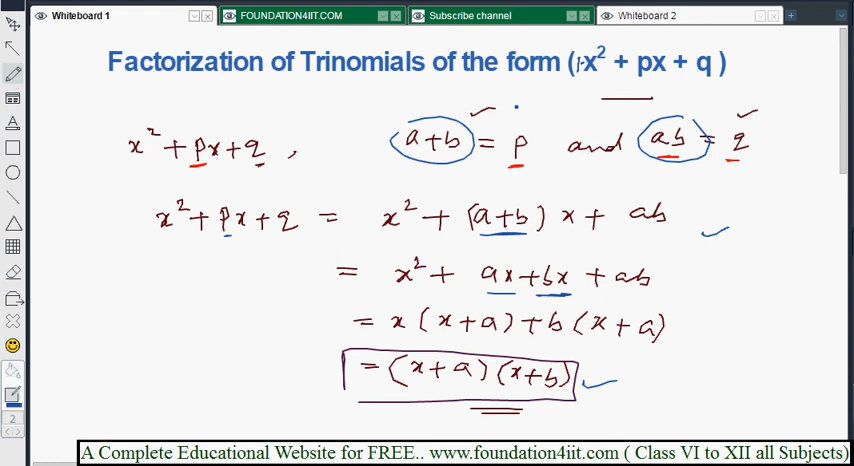 Whiteboard 1 FOUNDATION4IIT.COM Subscribe channel Whiteboard 2
Factorization of Trinomials of the form (1x² + px + q )
x² + px + q , a + b = p and ab = q
x² + px + q = x² + (a+b) x + ab
= x² + ax + bx + ab
= x (x+a) + b (x+a)
= (x+a) (x+b)
2
A Complete Educational Website for FREE.. www.foundation4iit.com ( Class VI to XII all Subjects)